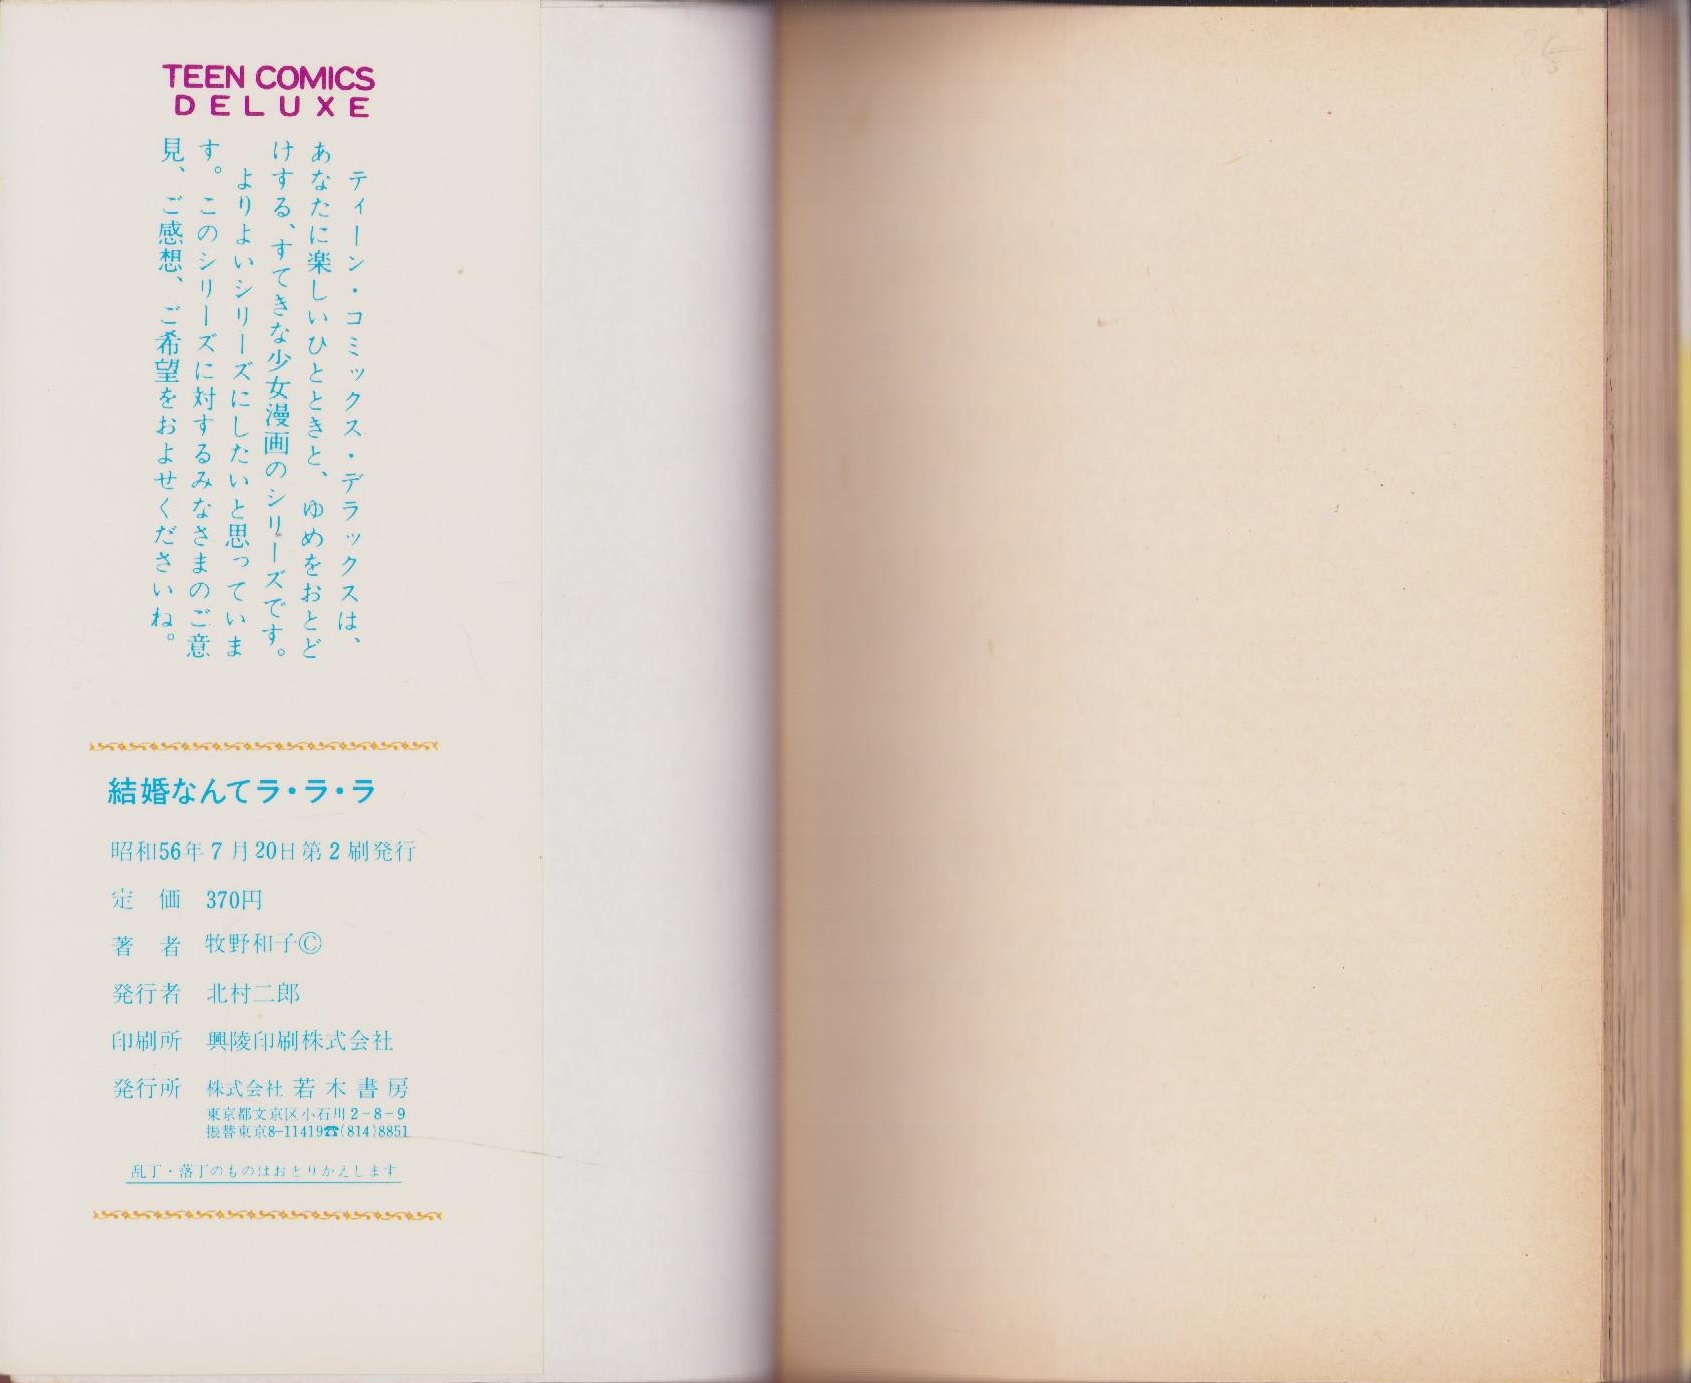 TEEN COMICS
DELUXE
ティーン・コミックス・デラックスは、
あなたに楽しいひとときと、ゆめをおとど
けする、すてきな少女漫画のシリーズです。
よりよいシリーズにしたいと思っていま
す。このシリーズに対するみなさまのご意
見、ご感想、ご希望をおよせくださいね。
結婚なんてラ・ラ・ラ
昭和56年7月20日第2刷発行
定　価　370円
著　者　牧野和子©
発行者　北村二郎
印刷所　興陵印刷株式会社
発行所　株式会社 若木書房
東京都文京区小石川2-8-9
振替東京8-11419☎(814)8851
乱丁・落丁のものはおとりかえします